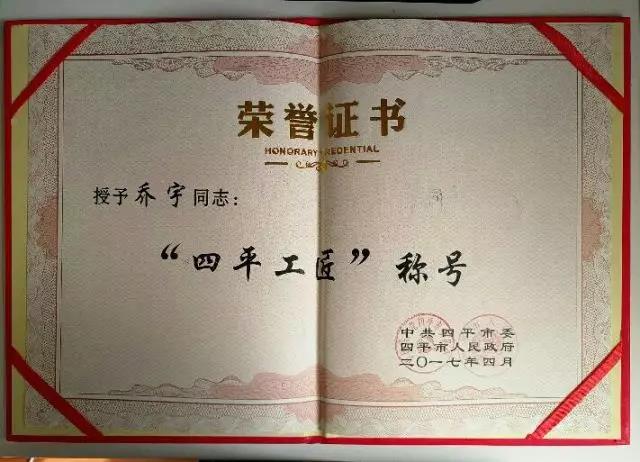 荣誉证书
HONORARY CREDENTIAL
授予乔宇同志：
“四平工匠”称号
中共四平市委
四平市人民政府
二〇一七年四月